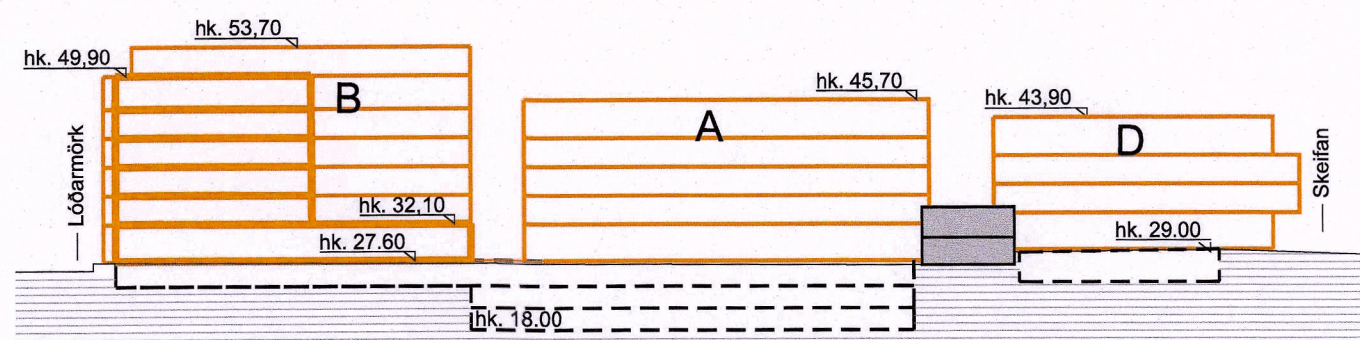 hk. 53,70
hk. 49,90
B
hk. 45,70
A
hk. 43,90
D
Lóðarmörk
Skeifan
hk. 32,10
hk. 27.60
hk. 29.00
hk. 18.00